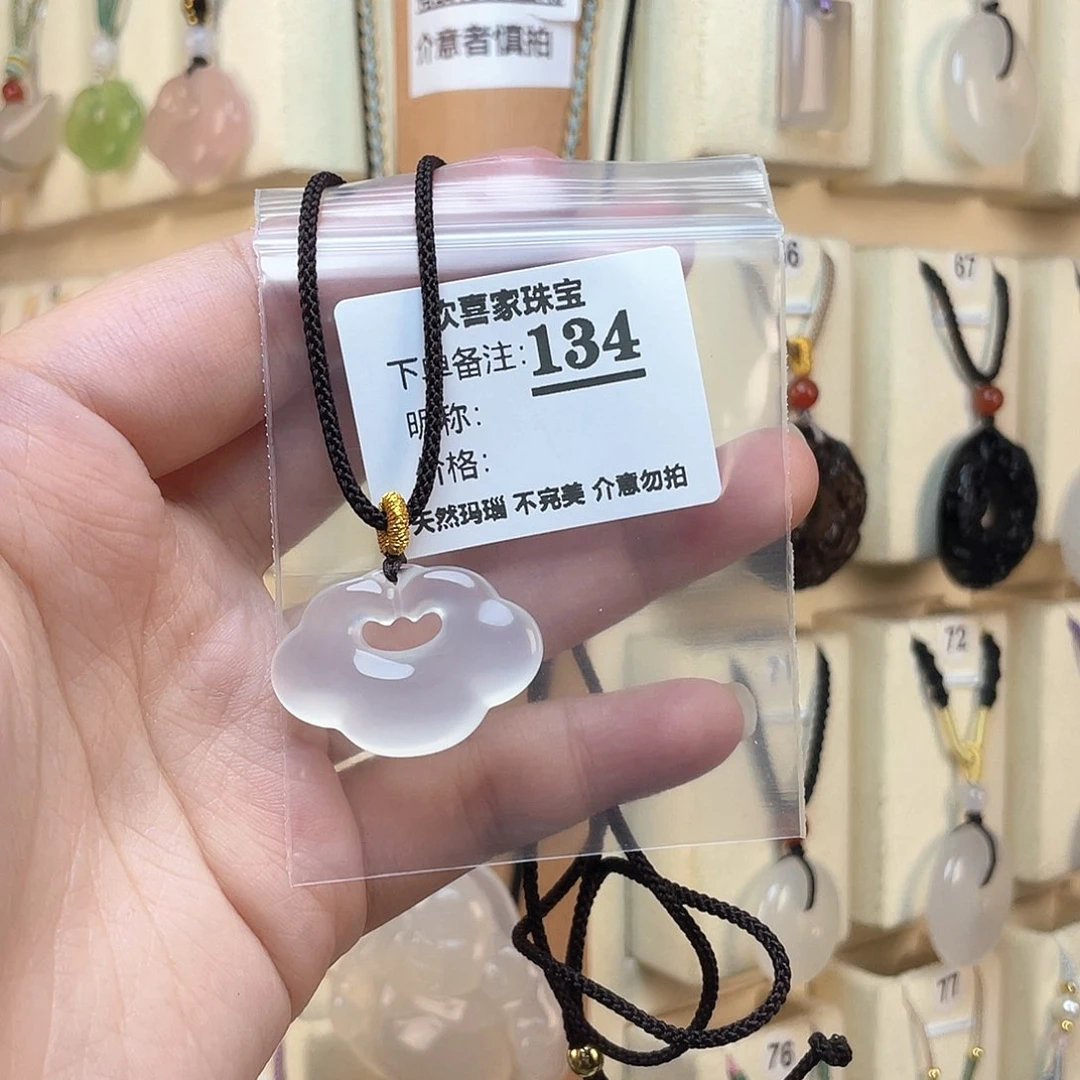 介意者慎拍
欢喜家珠宝
下单备注:134
昵称:
价格:
天然玛瑙 不完美 介意勿拍
66
67
72
77
76